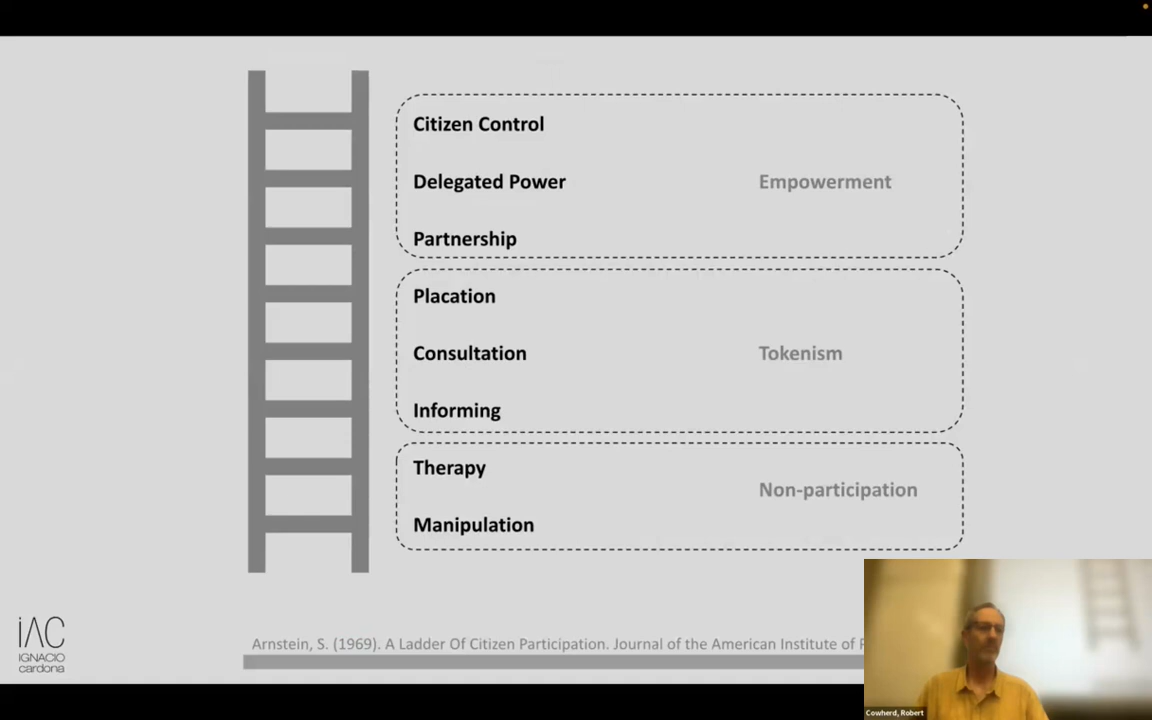 Citizen Control
Delegated Power
Empowerment
Partnership
Placation
Consultation
Tokenism
Informing
Therapy
Non-participation
Manipulation
Arnstein, S. (1969). A Ladder Of Citizen Participation. Journal of the American Institute of
iAC
IGNACIO
cardona
Cowherd, Robert